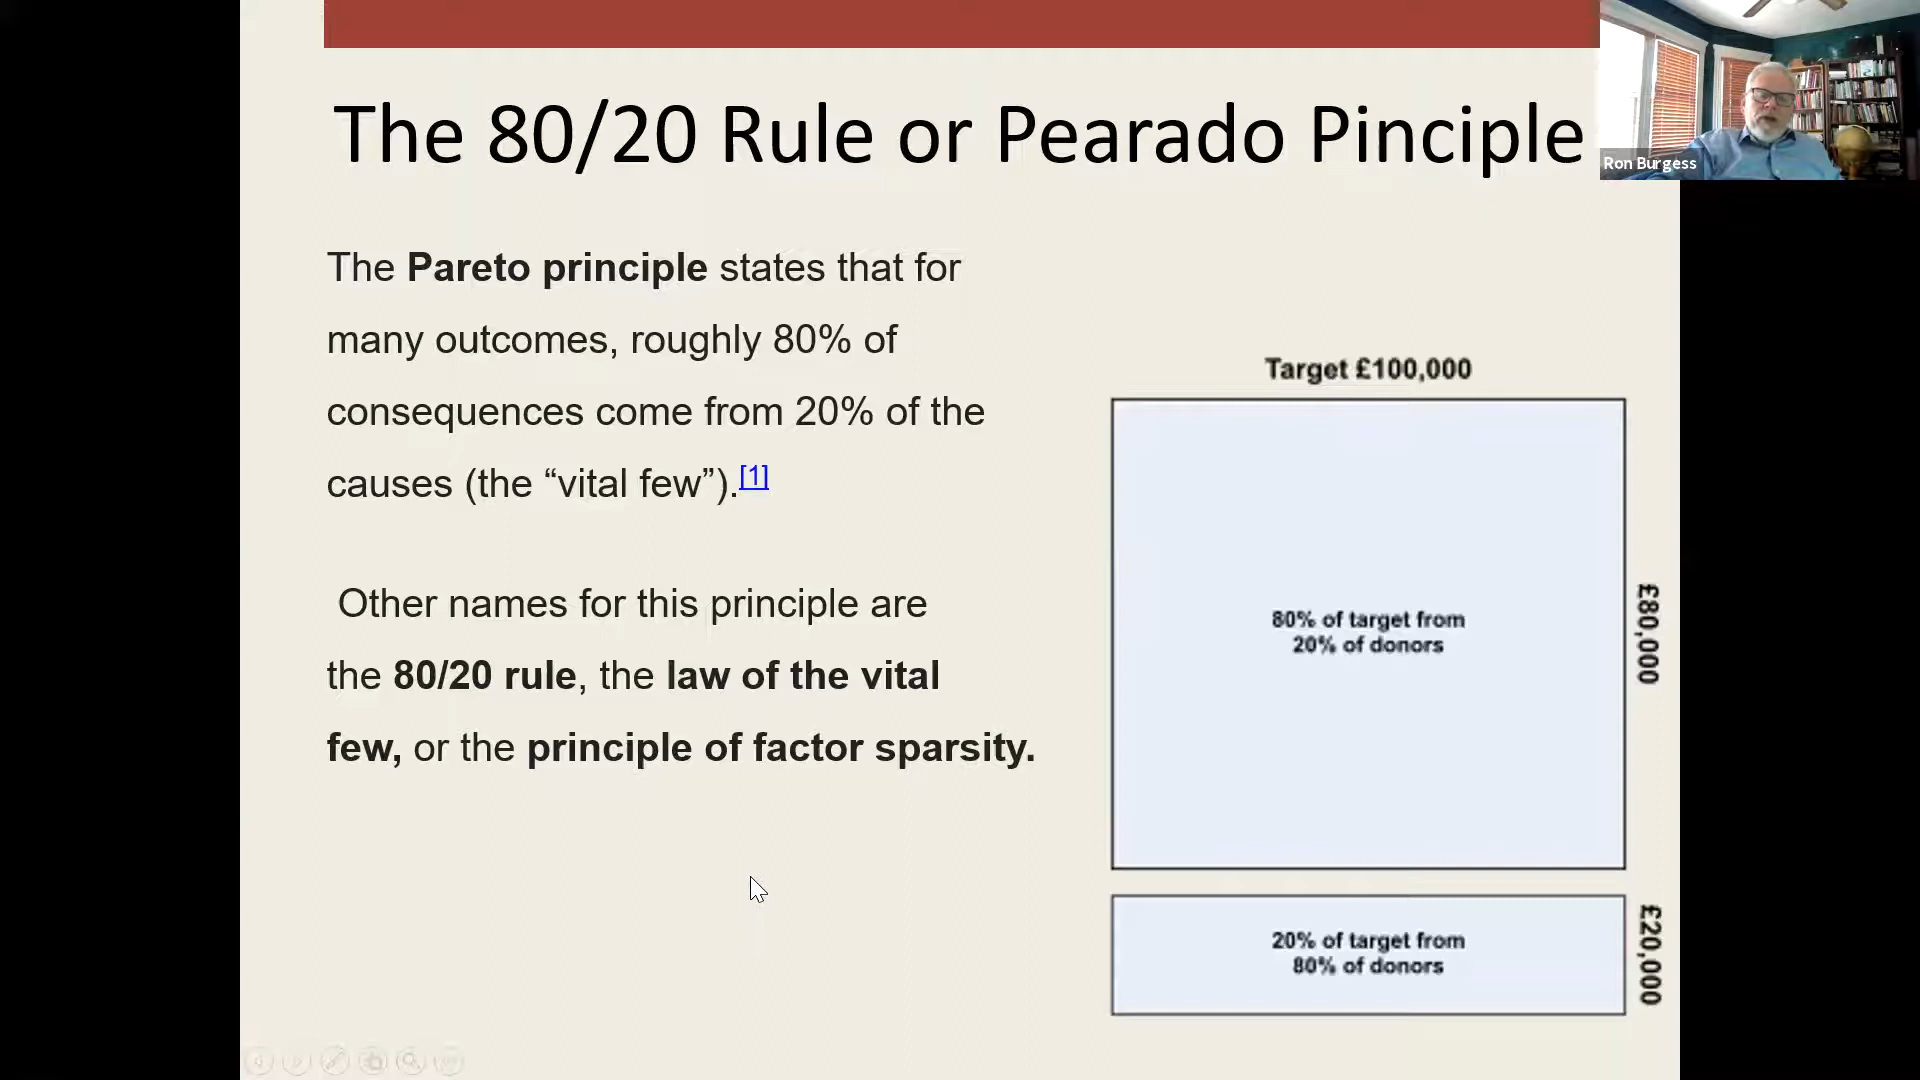 The 80/20 Rule or Pearado Pinciple
Ron Burgess
The Pareto principle states that for
many outcomes, roughly 80% of
consequences come from 20% of the
causes (the “vital few”).[1]
Other names for this principle are
the 80/20 rule, the law of the vital
few, or the principle of factor sparsity.
Target £100,000
80% of target from
20% of donors
£80,000
20% of target from
80% of donors
£20,000